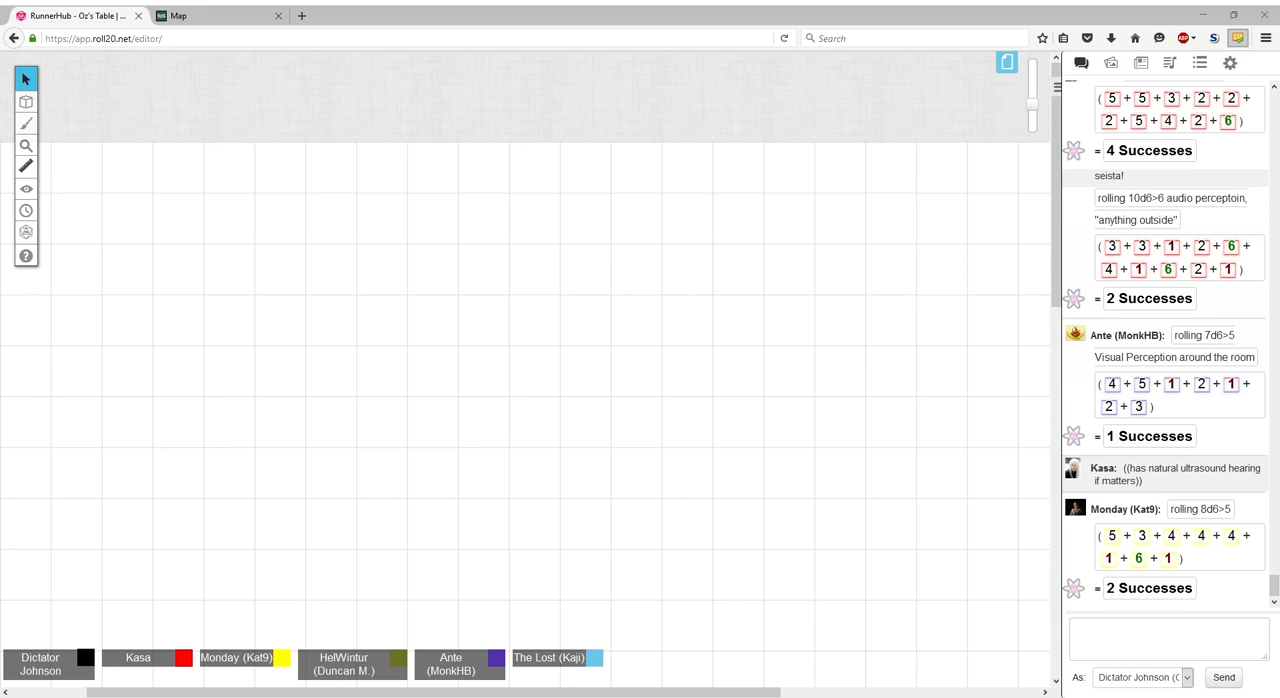 RunnerHub - Oz's Table | ...
Map
https://app.roll20.net/editor/
Search
ABP
S
( 5 + 5 + 3 + 2 + 2 +
2 + 5 + 4 + 2 + 6 )
= 4 Successes
seista!
rolling 10d6>6 audio perceptoin,
"anything outside"
( 3 + 3 + 1 + 2 + 6 +
4 + 1 + 6 + 2 + 1 )
= 2 Successes
Ante (MonkHB): rolling 7d6>5
Visual Perception around the room
( 4 + 5 + 1 + 2 + 1 +
2 + 3 )
= 1 Successes
Kasa: ((has natural ultrasound hearing
if matters))
Monday (Kat9): rolling 8d6>5
( 5 + 3 + 4 + 4 + 4 +
1 + 6 + 1 )
= 2 Successes
Dictator
Johnson
Kasa
Monday (Kat9)
HelWintur
(Duncan M.)
Ante
(MonkHB)
The Lost (Kaji)
As: Dictator Johnson (C
Send